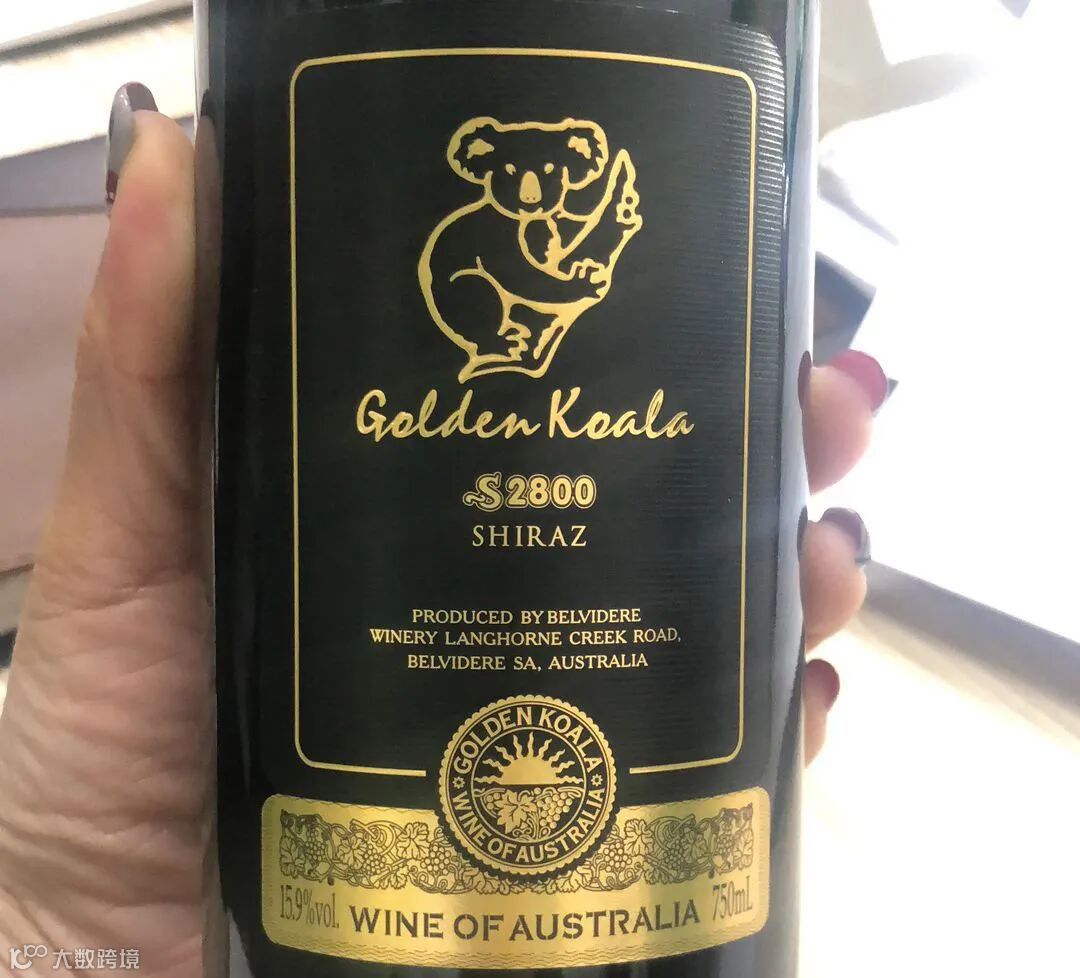 Golden Koala
S2800
SHIRAZ
PRODUCED BY BELVIDERE
WINERY LANGHORNE CREEK ROAD,
BELVIDERE SA, AUSTRALIA
GOLDEN KOALA
WINE OF AUSTRALIA
15.9%vol. WINE OF AUSTRALIA 750mL
大数跨境